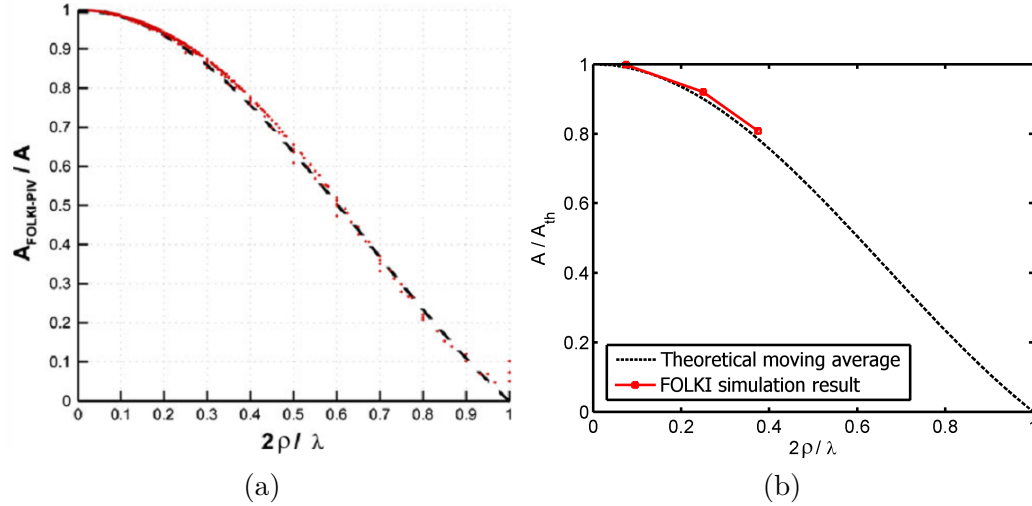 1
0.9
0.8
0.7
0.6
0.5
0.4
0.3
0.2
0.1
0
A_FOLKI-PIV / A
0 0.1 0.2 0.3 0.4 0.5 0.6 0.7 0.8 0.9 1
2ρ/ λ
(a)
1
0.8
0.6
0.4
0.2
0
A / A_th
Theoretical moving average
FOLKI simulation result
0 0.2 0.4 0.6 0.8 1
2ρ/λ
(b)